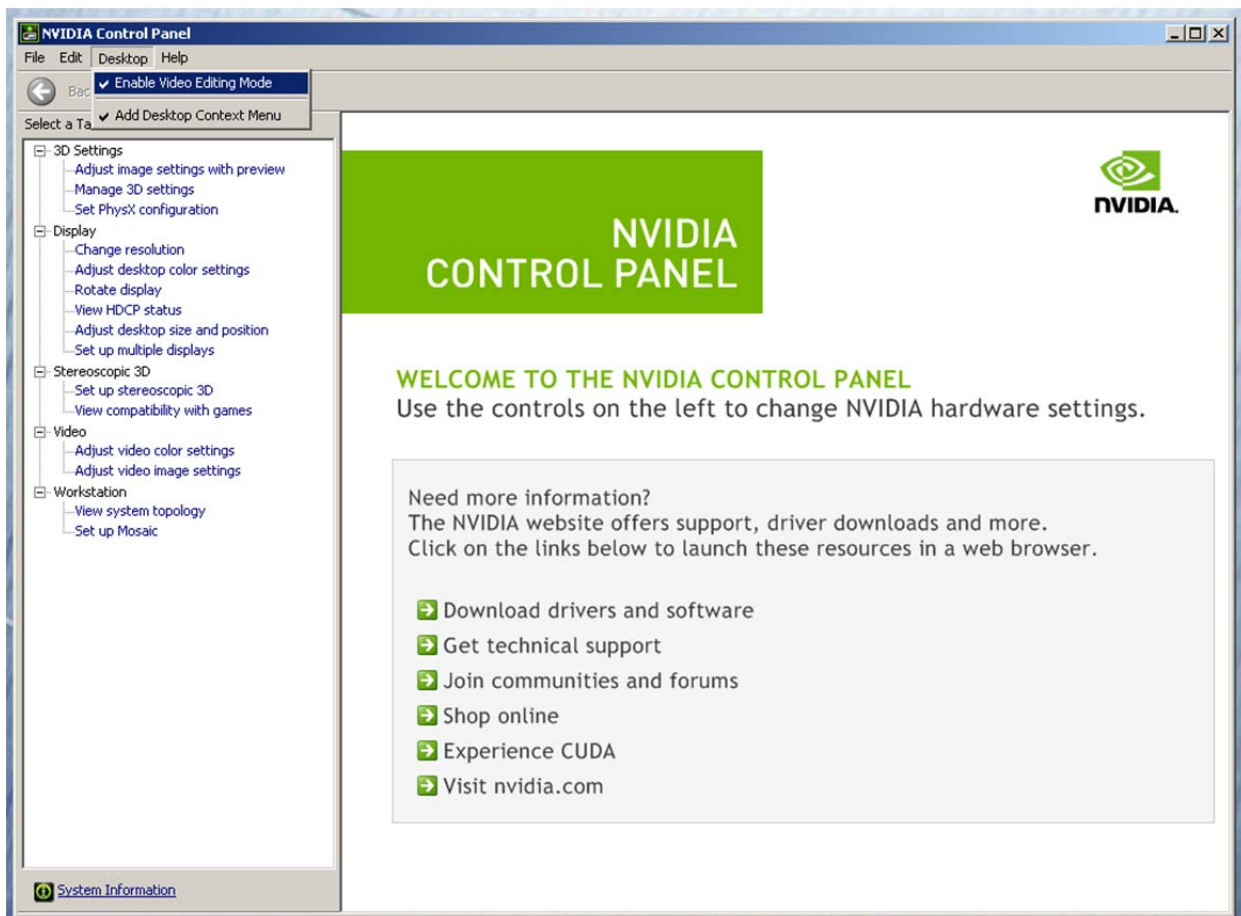 NVIDIA Control Panel
File Edit Desktop Help
Bac
Enable Video Editing Mode
Add Desktop Context Menu
Select a Ta
3D Settings
Adjust image settings with preview
Manage 3D settings
Set PhysX configuration
Display
Change resolution
Adjust desktop color settings
Rotate display
View HDCP status
Adjust desktop size and position
Set up multiple displays
Stereoscopic 3D
Set up stereoscopic 3D
View compatibility with games
Video
Adjust video color settings
Adjust video image settings
Workstation
View system topology
Set up Mosaic
System Information
NVIDIA
CONTROL PANEL
NVIDIA.
WELCOME TO THE NVIDIA CONTROL PANEL
Use the controls on the left to change NVIDIA hardware settings.
Need more information?
The NVIDIA website offers support, driver downloads and more.
Click on the links below to launch these resources in a web browser.
Download drivers and software
Get technical support
Join communities and forums
Shop online
Experience CUDA
Visit nvidia.com